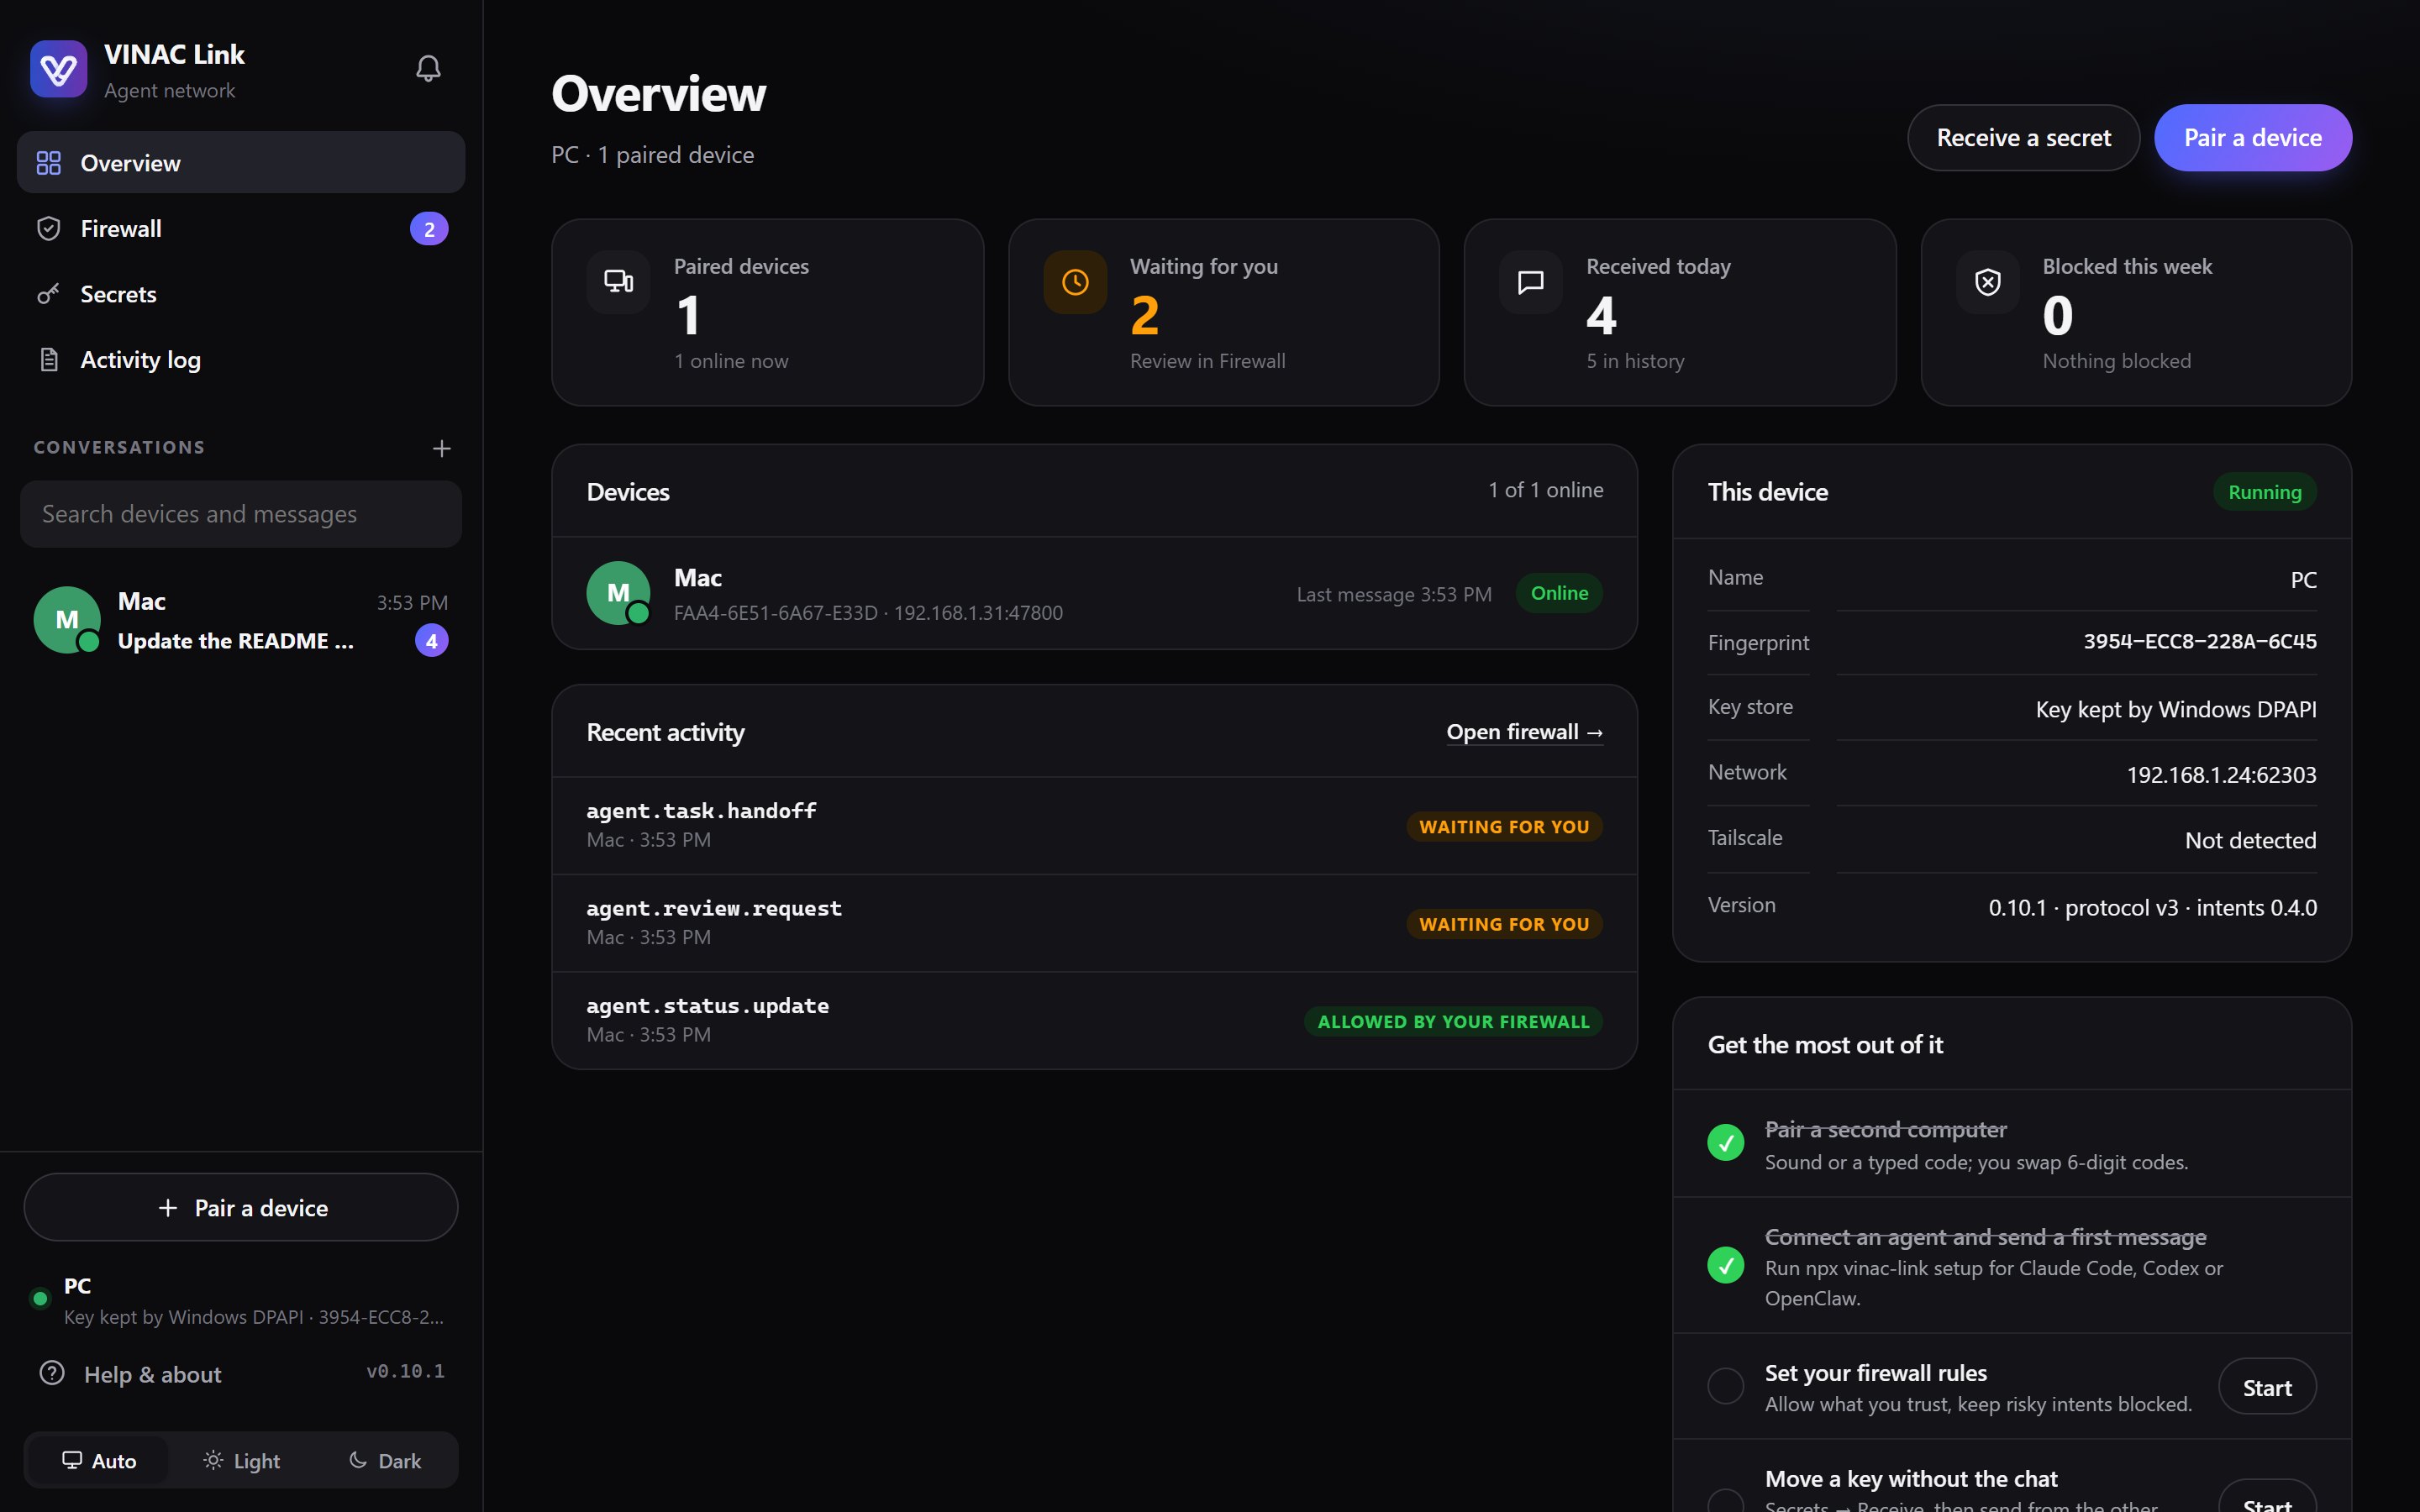 VINAC Link
Agent network
Overview
Firewall
2
Secrets
Activity log
CONVERSATIONS
Search devices and messages
M
Mac
3:53 PM
Update the README ...
4
Pair a device
PC
Key kept by Windows DPAPI · 3954-ECC8-2...
Help & about
v0.10.1
Auto
Light
Dark
Overview
PC · 1 paired device
Receive a secret
Pair a device
Paired devices
1
1 online now
Waiting for you
2
Review in Firewall
Received today
4
5 in history
Blocked this week
0
Nothing blocked
Devices
1 of 1 online
M
Mac
FAA4-6E51-6A67-E33D · 192.168.1.31:47800
Last message 3:53 PM
Online
Recent activity
Open firewall →
agent.task.handoff
Mac · 3:53 PM
WAITING FOR YOU
agent.review.request
Mac · 3:53 PM
WAITING FOR YOU
agent.status.update
Mac · 3:53 PM
ALLOWED BY YOUR FIREWALL
This device
Running
Name
PC
Fingerprint
3954-ECC8-228A-6C45
Key store
Key kept by Windows DPAPI
Network
192.168.1.24:62303
Tailscale
Not detected
Version
0.10.1 · protocol v3 · intents 0.4.0
Get the most out of it
Pair a second computer
Sound or a typed code; you swap 6-digit codes.
Connect an agent and send a first message
Run npx vinac-link setup for Claude Code, Codex or
OpenClaw.
Set your firewall rules
Allow what you trust, keep risky intents blocked.
Start
Move a key without the chat
Secrets → Receive, then send from the other
Start